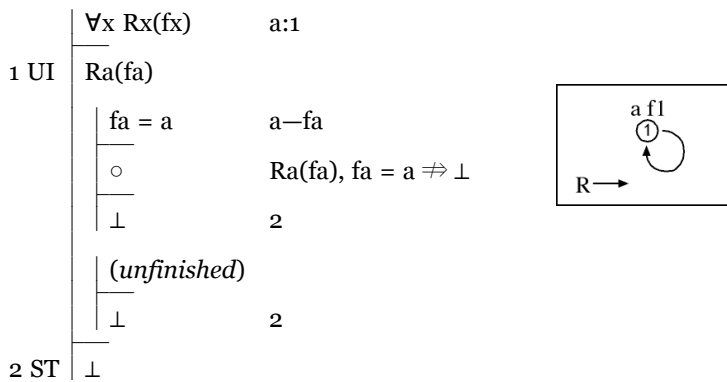 ∀x Rx(fx) a:1
1 UI Ra(fa)
fa = a a—fa
○ Ra(fa), fa = a ⇏ ⊥
⊥ 2
(unfinished)
⊥ 2
2 ST ⊥
a f1
1
R